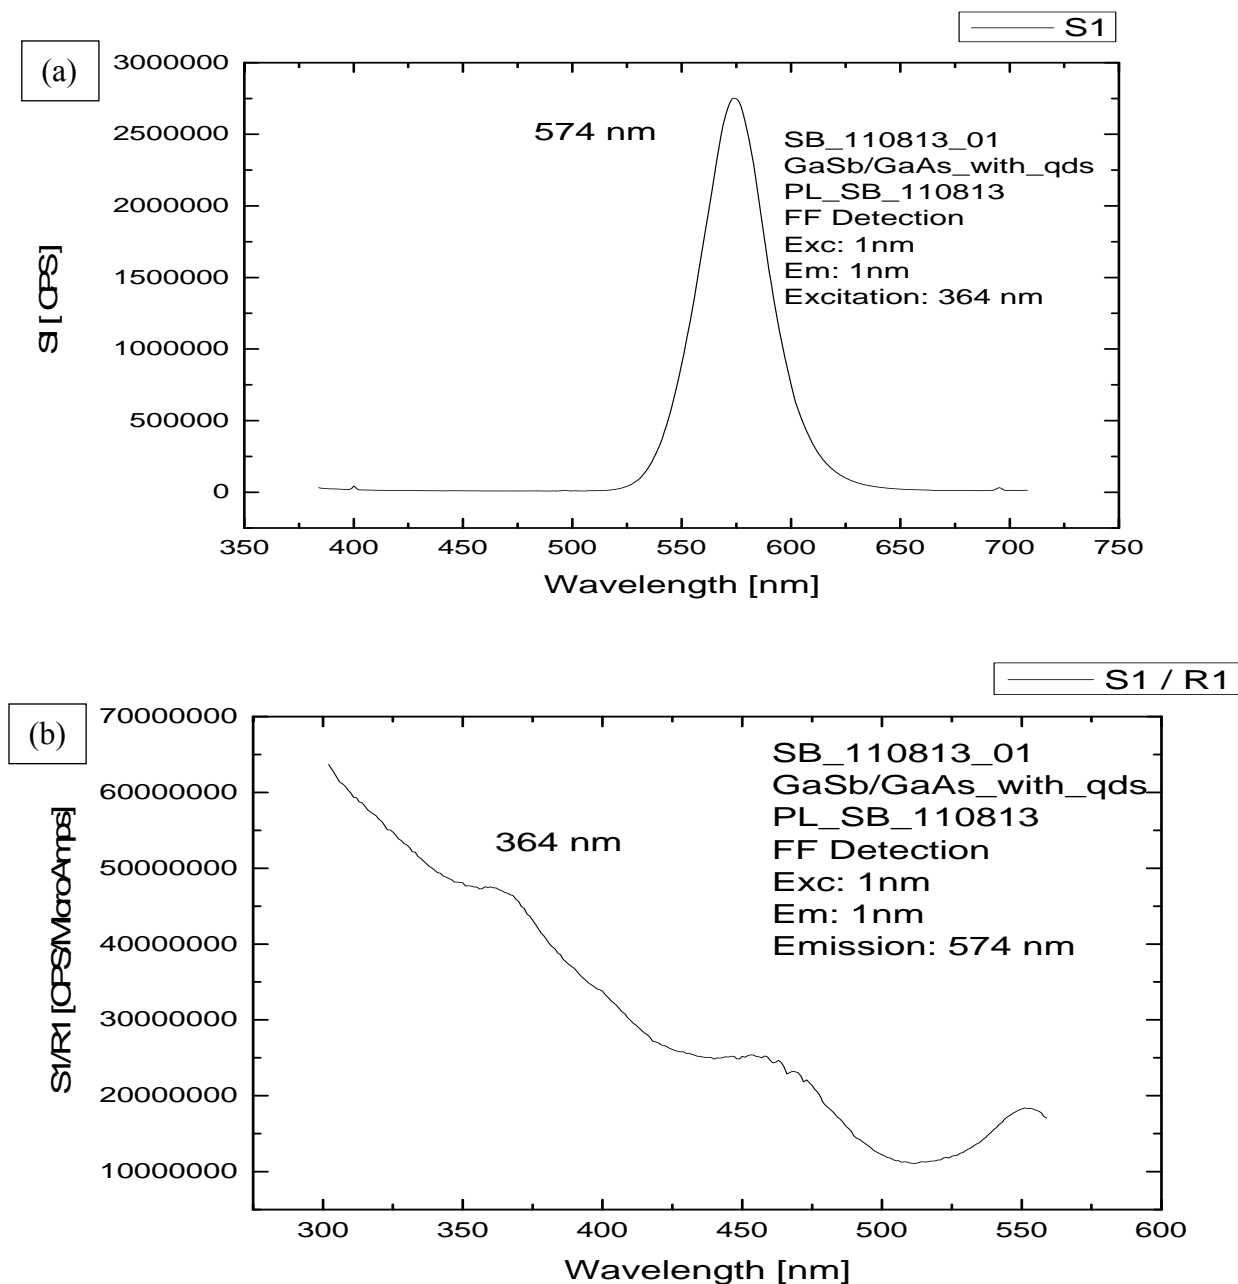 S1
(a)
3000000
2500000
2000000
1500000
1000000
500000
0
S1 [CPS]
574 nm
SB_110813_01
GaSb/GaAs_with_qds
PL_SB_110813
FF Detection
Exc: 1nm
Em: 1nm
Excitation: 364 nm
350 400 450 500 550 600 650 700 750
Wavelength [nm]
S1 / R1
(b)
70000000
60000000
50000000
40000000
30000000
20000000
10000000
S1/R1 [CPS/MicroAmps]
364 nm
SB_110813_01
GaSb/GaAs_with_qds
PL_SB_110813
FF Detection
Exc: 1nm
Em: 1nm
Emission: 574 nm
300 350 400 450 500 550 600
Wavelength [nm]